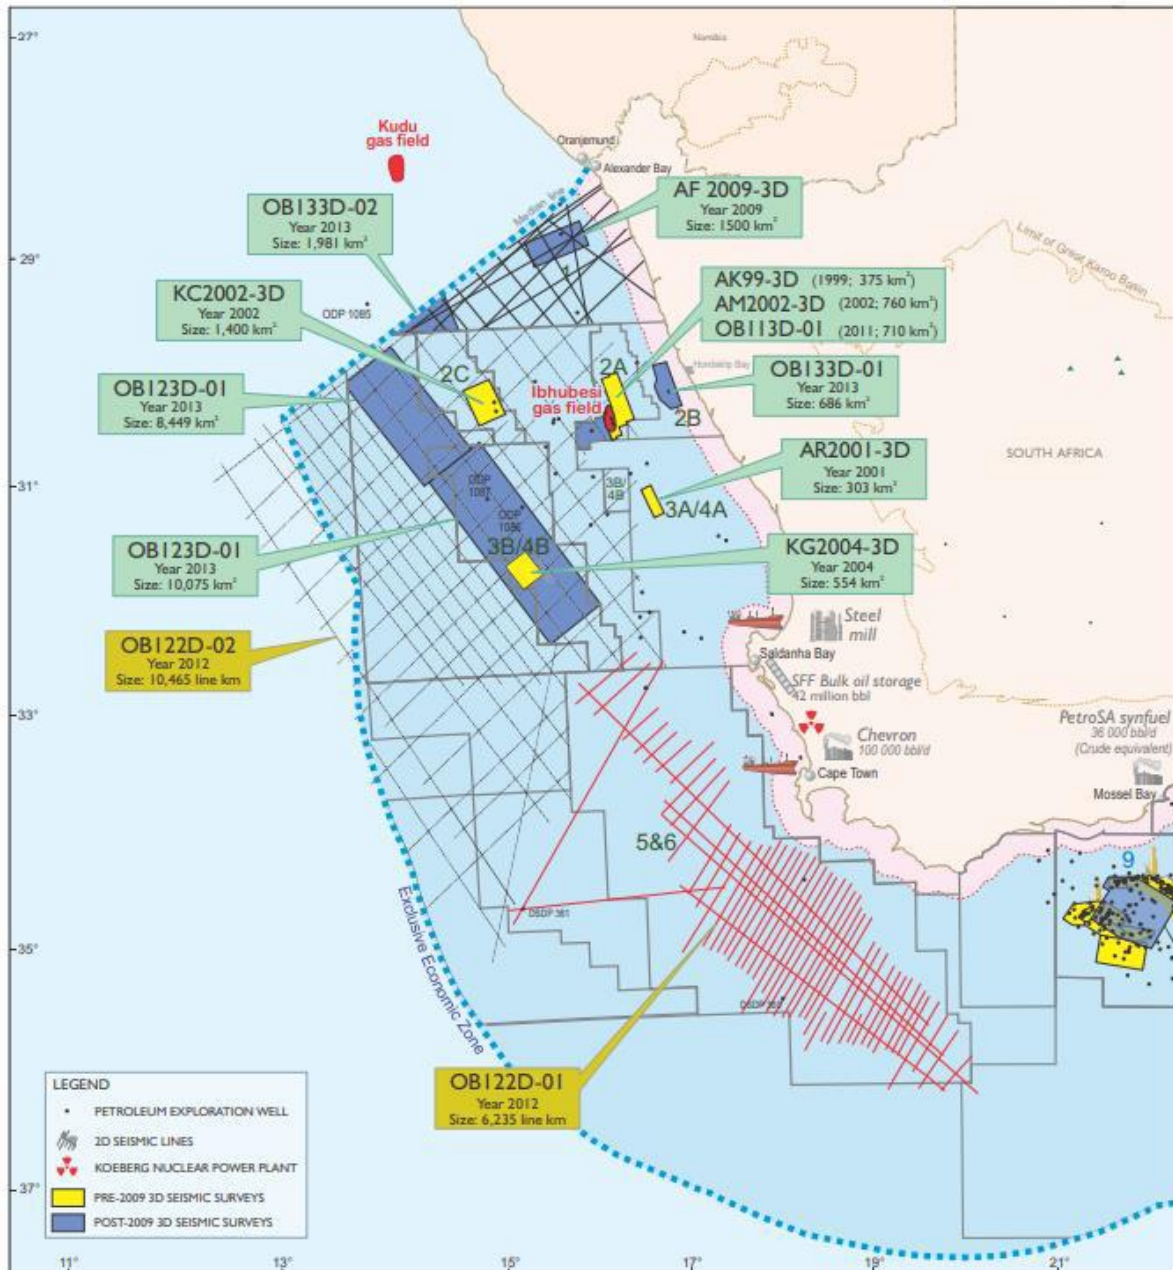 27°
Namibia
Kudu
gas field
Oranjemund
Alexander Bay
OB133D-02
Year 2013
Size: 1,981 km²
Median line
AF 2009-3D
Year 2009
Size: 1500 km²
Limit of Great Karoo Basin
29°
1
KC2002-3D
Year 2002
Size: 1,400 km²
ODP 1085
AK99-3D (1999; 375 km²)
AM2002-3D (2002; 760 km²)
OB113D-01 (2011; 710 km²)
2C
2A
Hondeklip Bay
OB123D-01
Year 2013
Size: 8,449 km²
Ibhubesi
gas field
OB133D-01
Year 2013
Size: 686 km²
2B
SOUTH AFRICA
AR2001-3D
Year 2001
Size: 303 km²
31°
ODP
1087
3B/
4B
3A/4A
ODP
1086
OB123D-01
Year 2013
Size: 10,075 km²
3B/4B
KG2004-3D
Year 2004
Size: 554 km²
OB122D-02
Year 2012
Size: 10,465 line km
Steel
mill
Saldanha Bay
SFF Bulk oil storage
42 million bbl
33°
Chevron
100 000 bbl/d
PetroSA synfuel
36 000 bbl/d
(Crude equivalent)
Cape Town
Mossel Bay
5&6
9
Exclusive Economic Zone
DSDP 361
35°
DSDP 360
OB122D-01
Year 2012
Size: 6,235 line km
LEGEND
PETROLEUM EXPLORATION WELL
2D SEISMIC LINES
KOEBERG NUCLEAR POWER PLANT
PRE-2009 3D SEISMIC SURVEYS
POST-2009 3D SEISMIC SURVEYS
37°
11°
13°
15°
17°
19°
21°